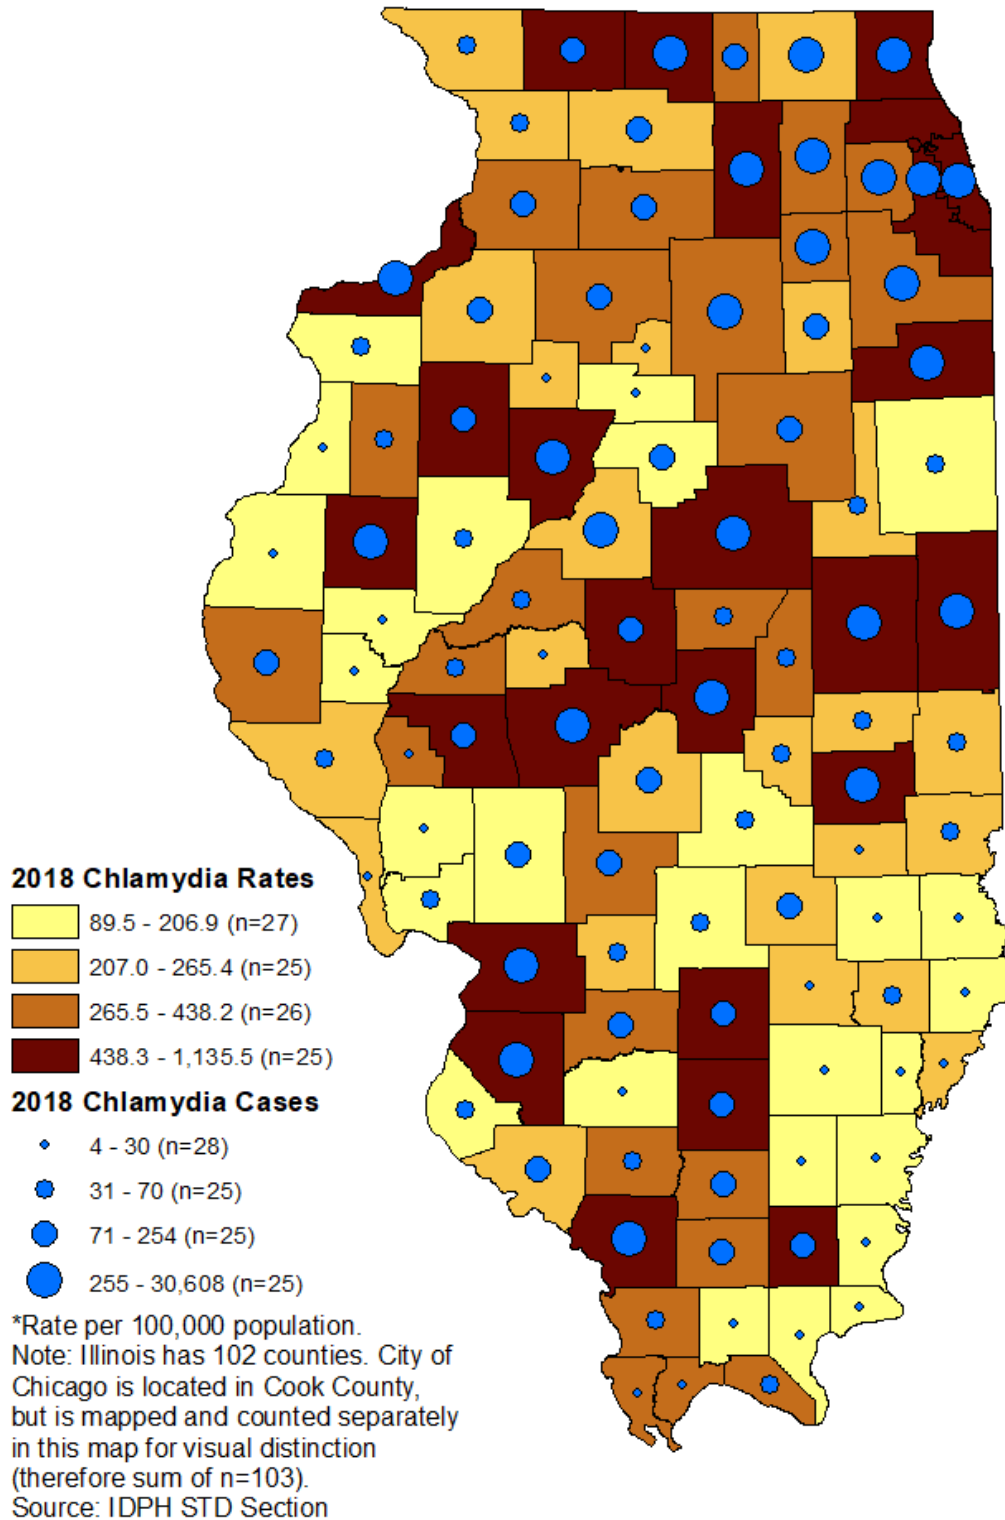 2018 Chlamydia Rates
89.5 - 206.9 (n=27)
207.0 - 265.4 (n=25)
265.5 - 438.2 (n=26)
438.3 - 1,135.5 (n=25)
2018 Chlamydia Cases
4 - 30 (n=28)
31 - 70 (n=25)
71 - 254 (n=25)
255 - 30,608 (n=25)
*Rate per 100,000 population.
Note: Illinois has 102 counties. City of
Chicago is located in Cook County,
but is mapped and counted separately
in this map for visual distinction
(therefore sum of n=103).
Source: IDPH STD Section